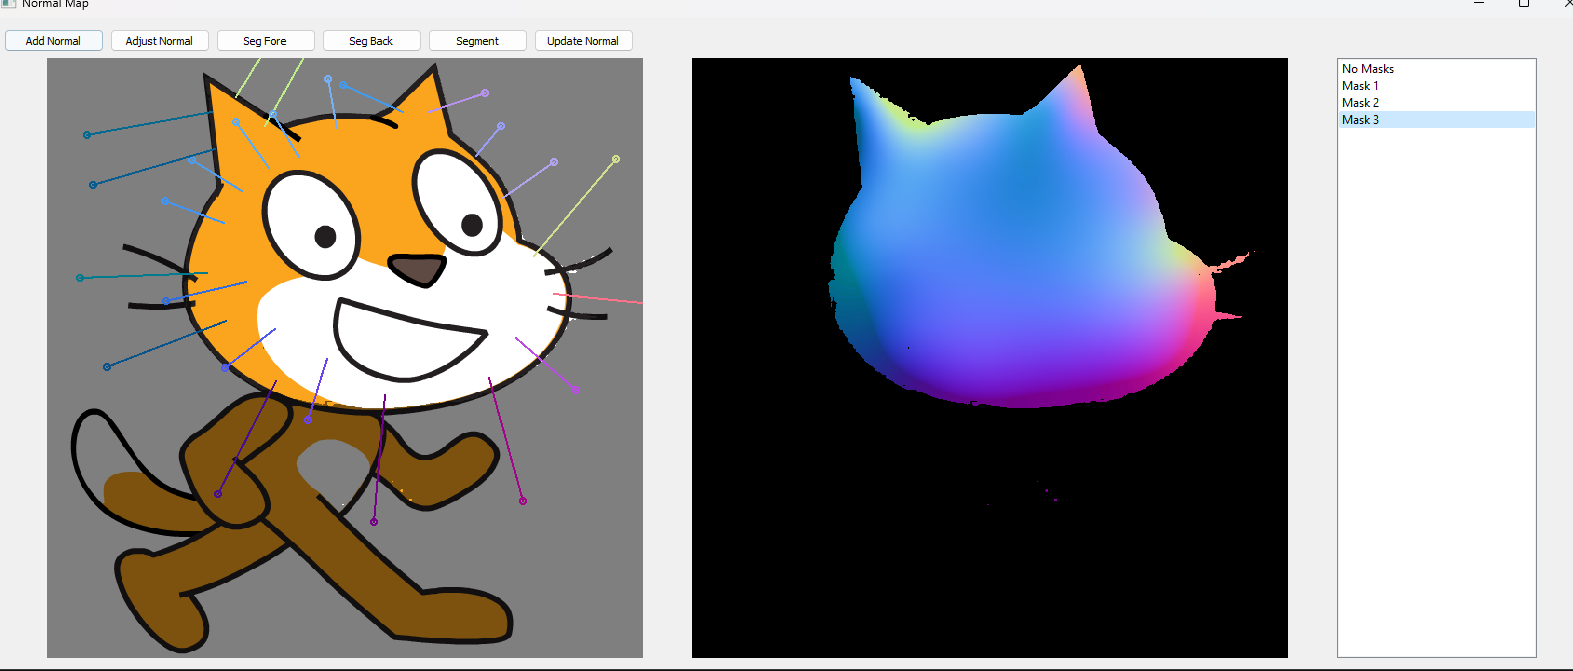 Normal Map
Add Normal
Adjust Normal
Seg Fore
Seg Back
Segment
Update Normal
No Masks
Mask 1
Mask 2
Mask 3